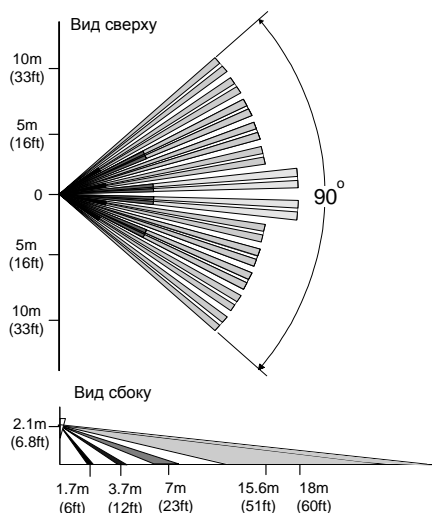 Вид сверху
10m
(33ft)
5m
(16ft)
0
90°
5m
(16ft)
10m
(33ft)
Вид сбоку
2.1m
(6.8ft)
1.7m 3.7m 7m 15.6m 18m
(6ft) (12ft) (23ft) (51ft) (60ft)